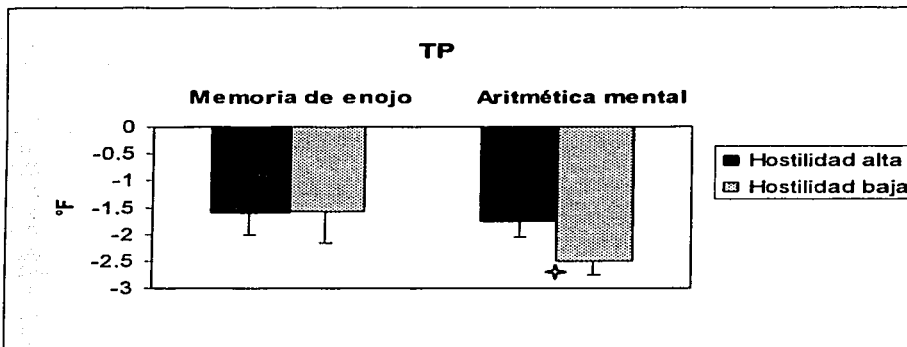 TP
Memoria de enojo Aritmética mental
0
-0.5
-1
-1.5
-2
-2.5
-3
°F
Hostilidad alta
Hostilidad baja